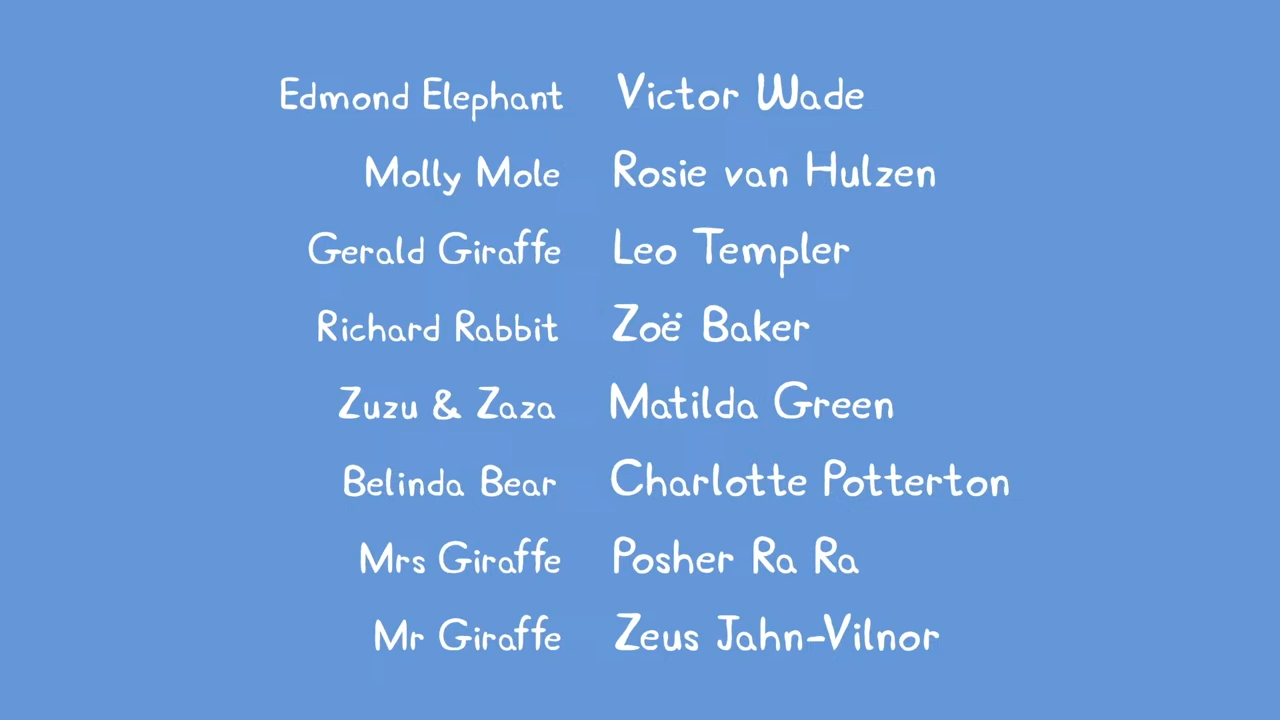 Edmond Elephant Victor Wade
Molly Mole Rosie van Hulzen
Gerald Giraffe Leo Templer
Richard Rabbit Zoë Baker
Zuzu & Zaza Matilda Green
Belinda Bear Charlotte Potterton
Mrs Giraffe Posher Ra Ra
Mr Giraffe Zeus Jahn-Vilnor